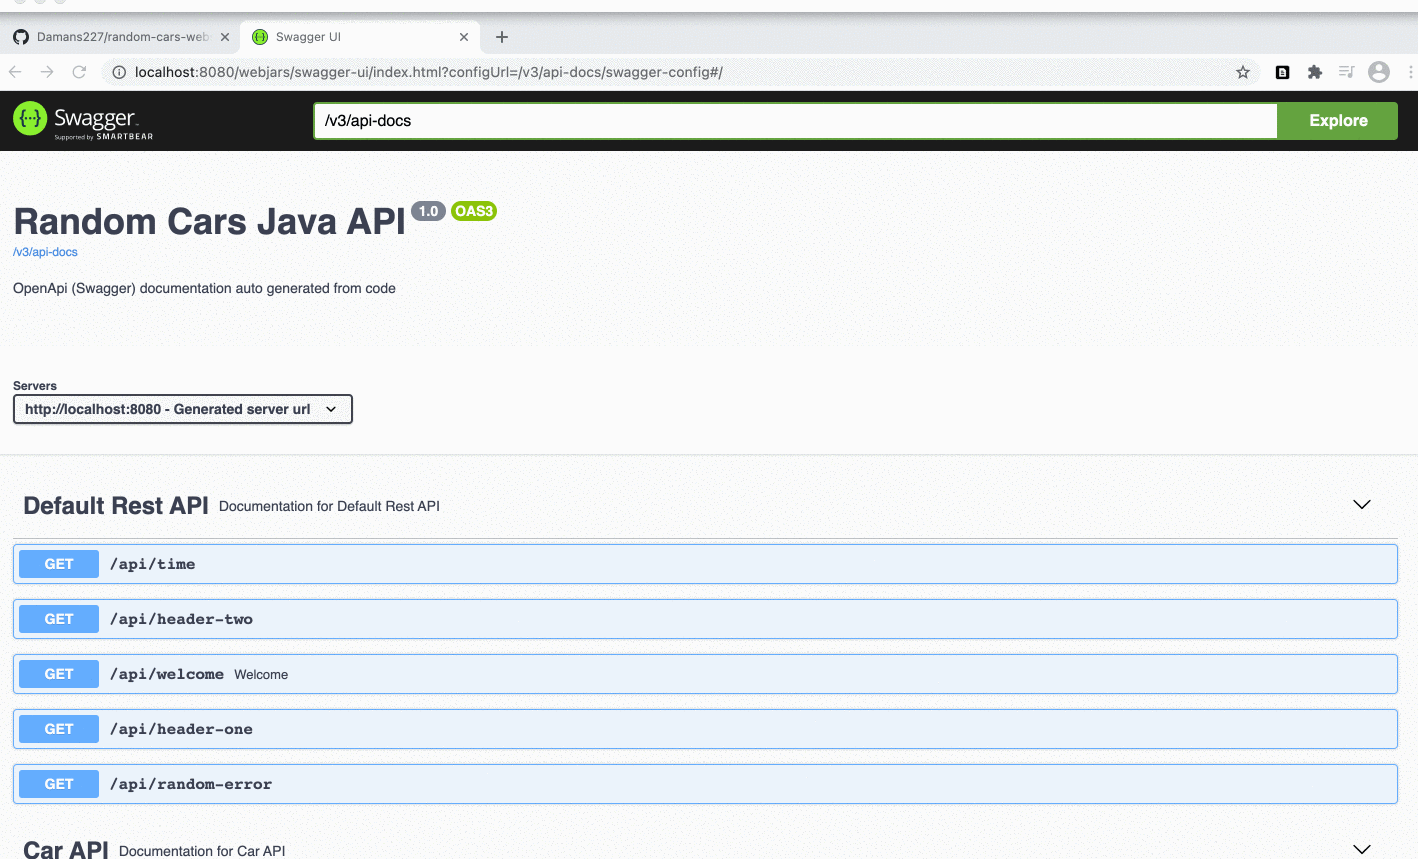 Damans227/random-cars-web
Swagger UI
localhost:8080/webjars/swagger-ui/index.html?configUrl=/v3/api-docs/swagger-config#/
Swagger
Supported by SMARTBEAR
/v3/api-docs
Explore
Random Cars Java API 1.0 OAS3
/v3/api-docs
OpenApi (Swagger) documentation auto generated from code
Servers
http://localhost:8080 - Generated server url
Default Rest API Documentation for Default Rest API
GET /api/time
GET /api/header-two
GET /api/welcome Welcome
GET /api/header-one
GET /api/random-error
Car API Documentation for Car API